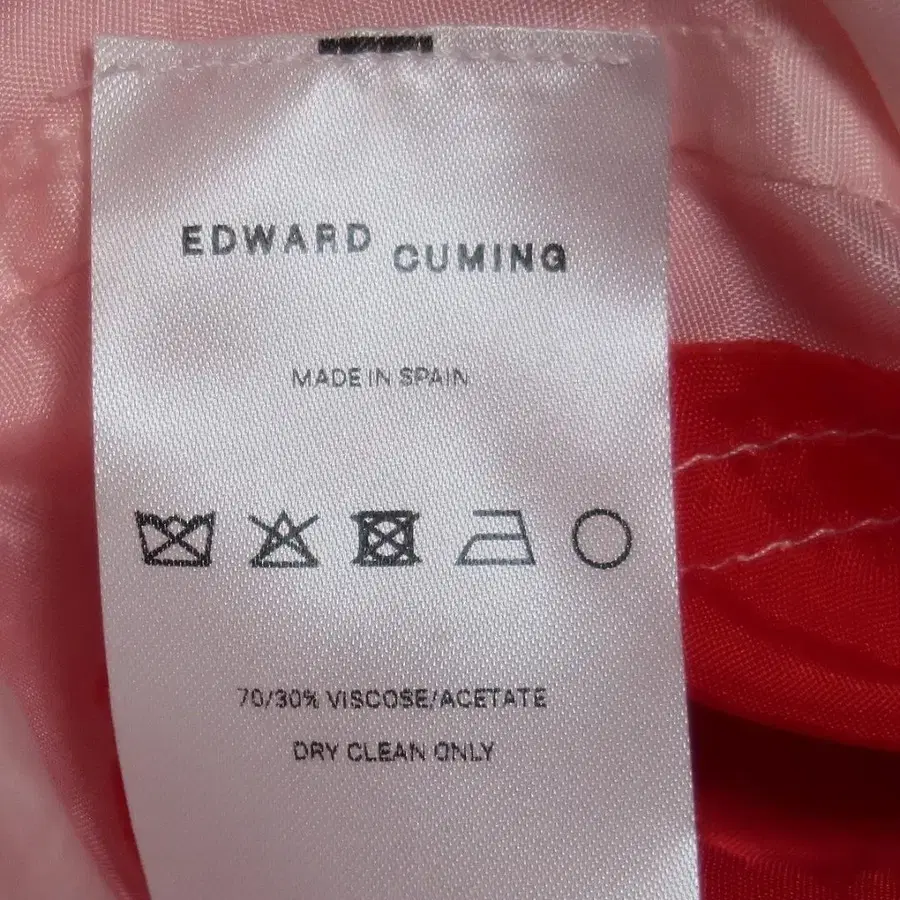 EDWARD CUMING
MADE IN SPAIN
70/30% VISCOSE/ACETATE
DRY CLEAN ONLY